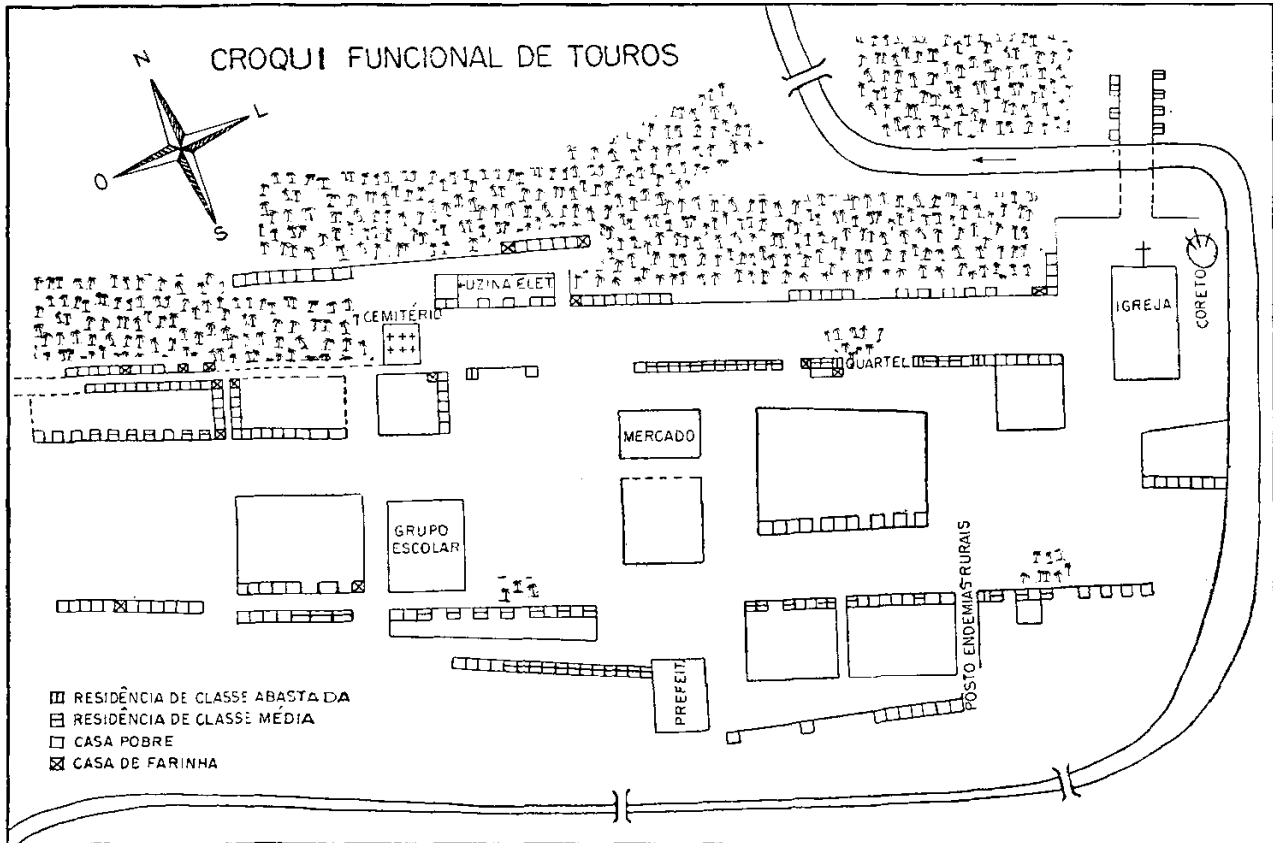 CROQUI FUNCIONAL DE TOUROS
N
L
O
S
UZINA ELET
CEMITÉRIO
IGREJA
CORETO
QUARTEL
MERCADO
GRUPO
ESCOLAR
POSTO ENDEMIAS RURAIS
PREFEIT
RESIDÊNCIA DE CLASSE ABASTADA
RESIDÊNCIA DE CLASSE MÉDIA
CASA POBRE
CASA DE FARINHA